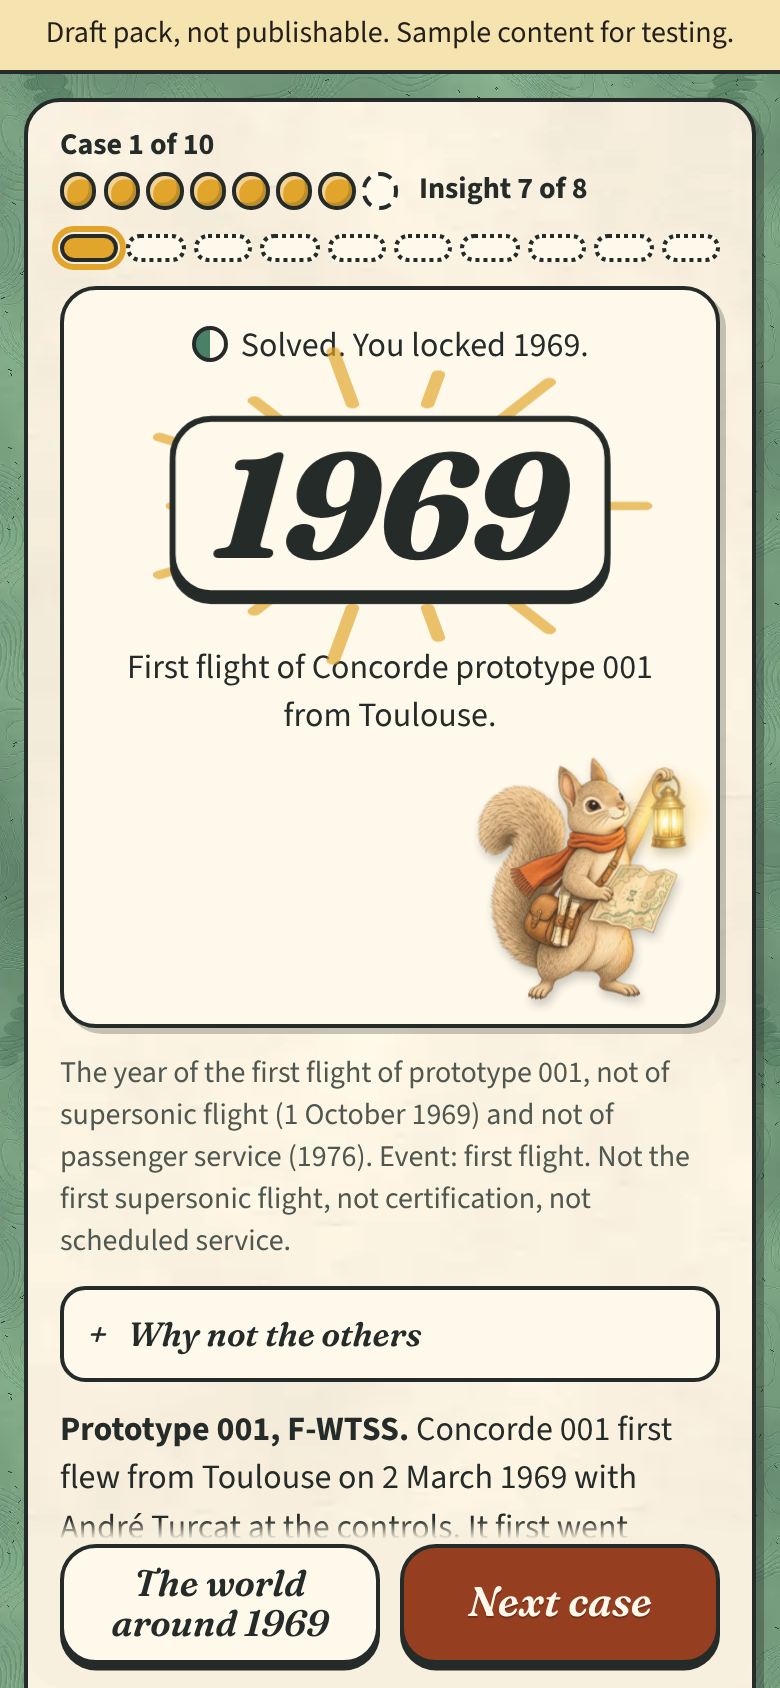 Draft pack, not publishable. Sample content for testing.
Case 1 of 10
Insight 7 of 8
Solved. You locked 1969.
1969
First flight of Concorde prototype 001
from Toulouse.
The year of the first flight of prototype 001, not of
supersonic flight (1 October 1969) and not of
passenger service (1976). Event: first flight. Not the
first supersonic flight, not certification, not
scheduled service.
+ Why not the others
Prototype 001, F-WTSS. Concorde 001 first
flew from Toulouse on 2 March 1969 with
André Turcat at the controls. It first went
The world
around 1969
Next case